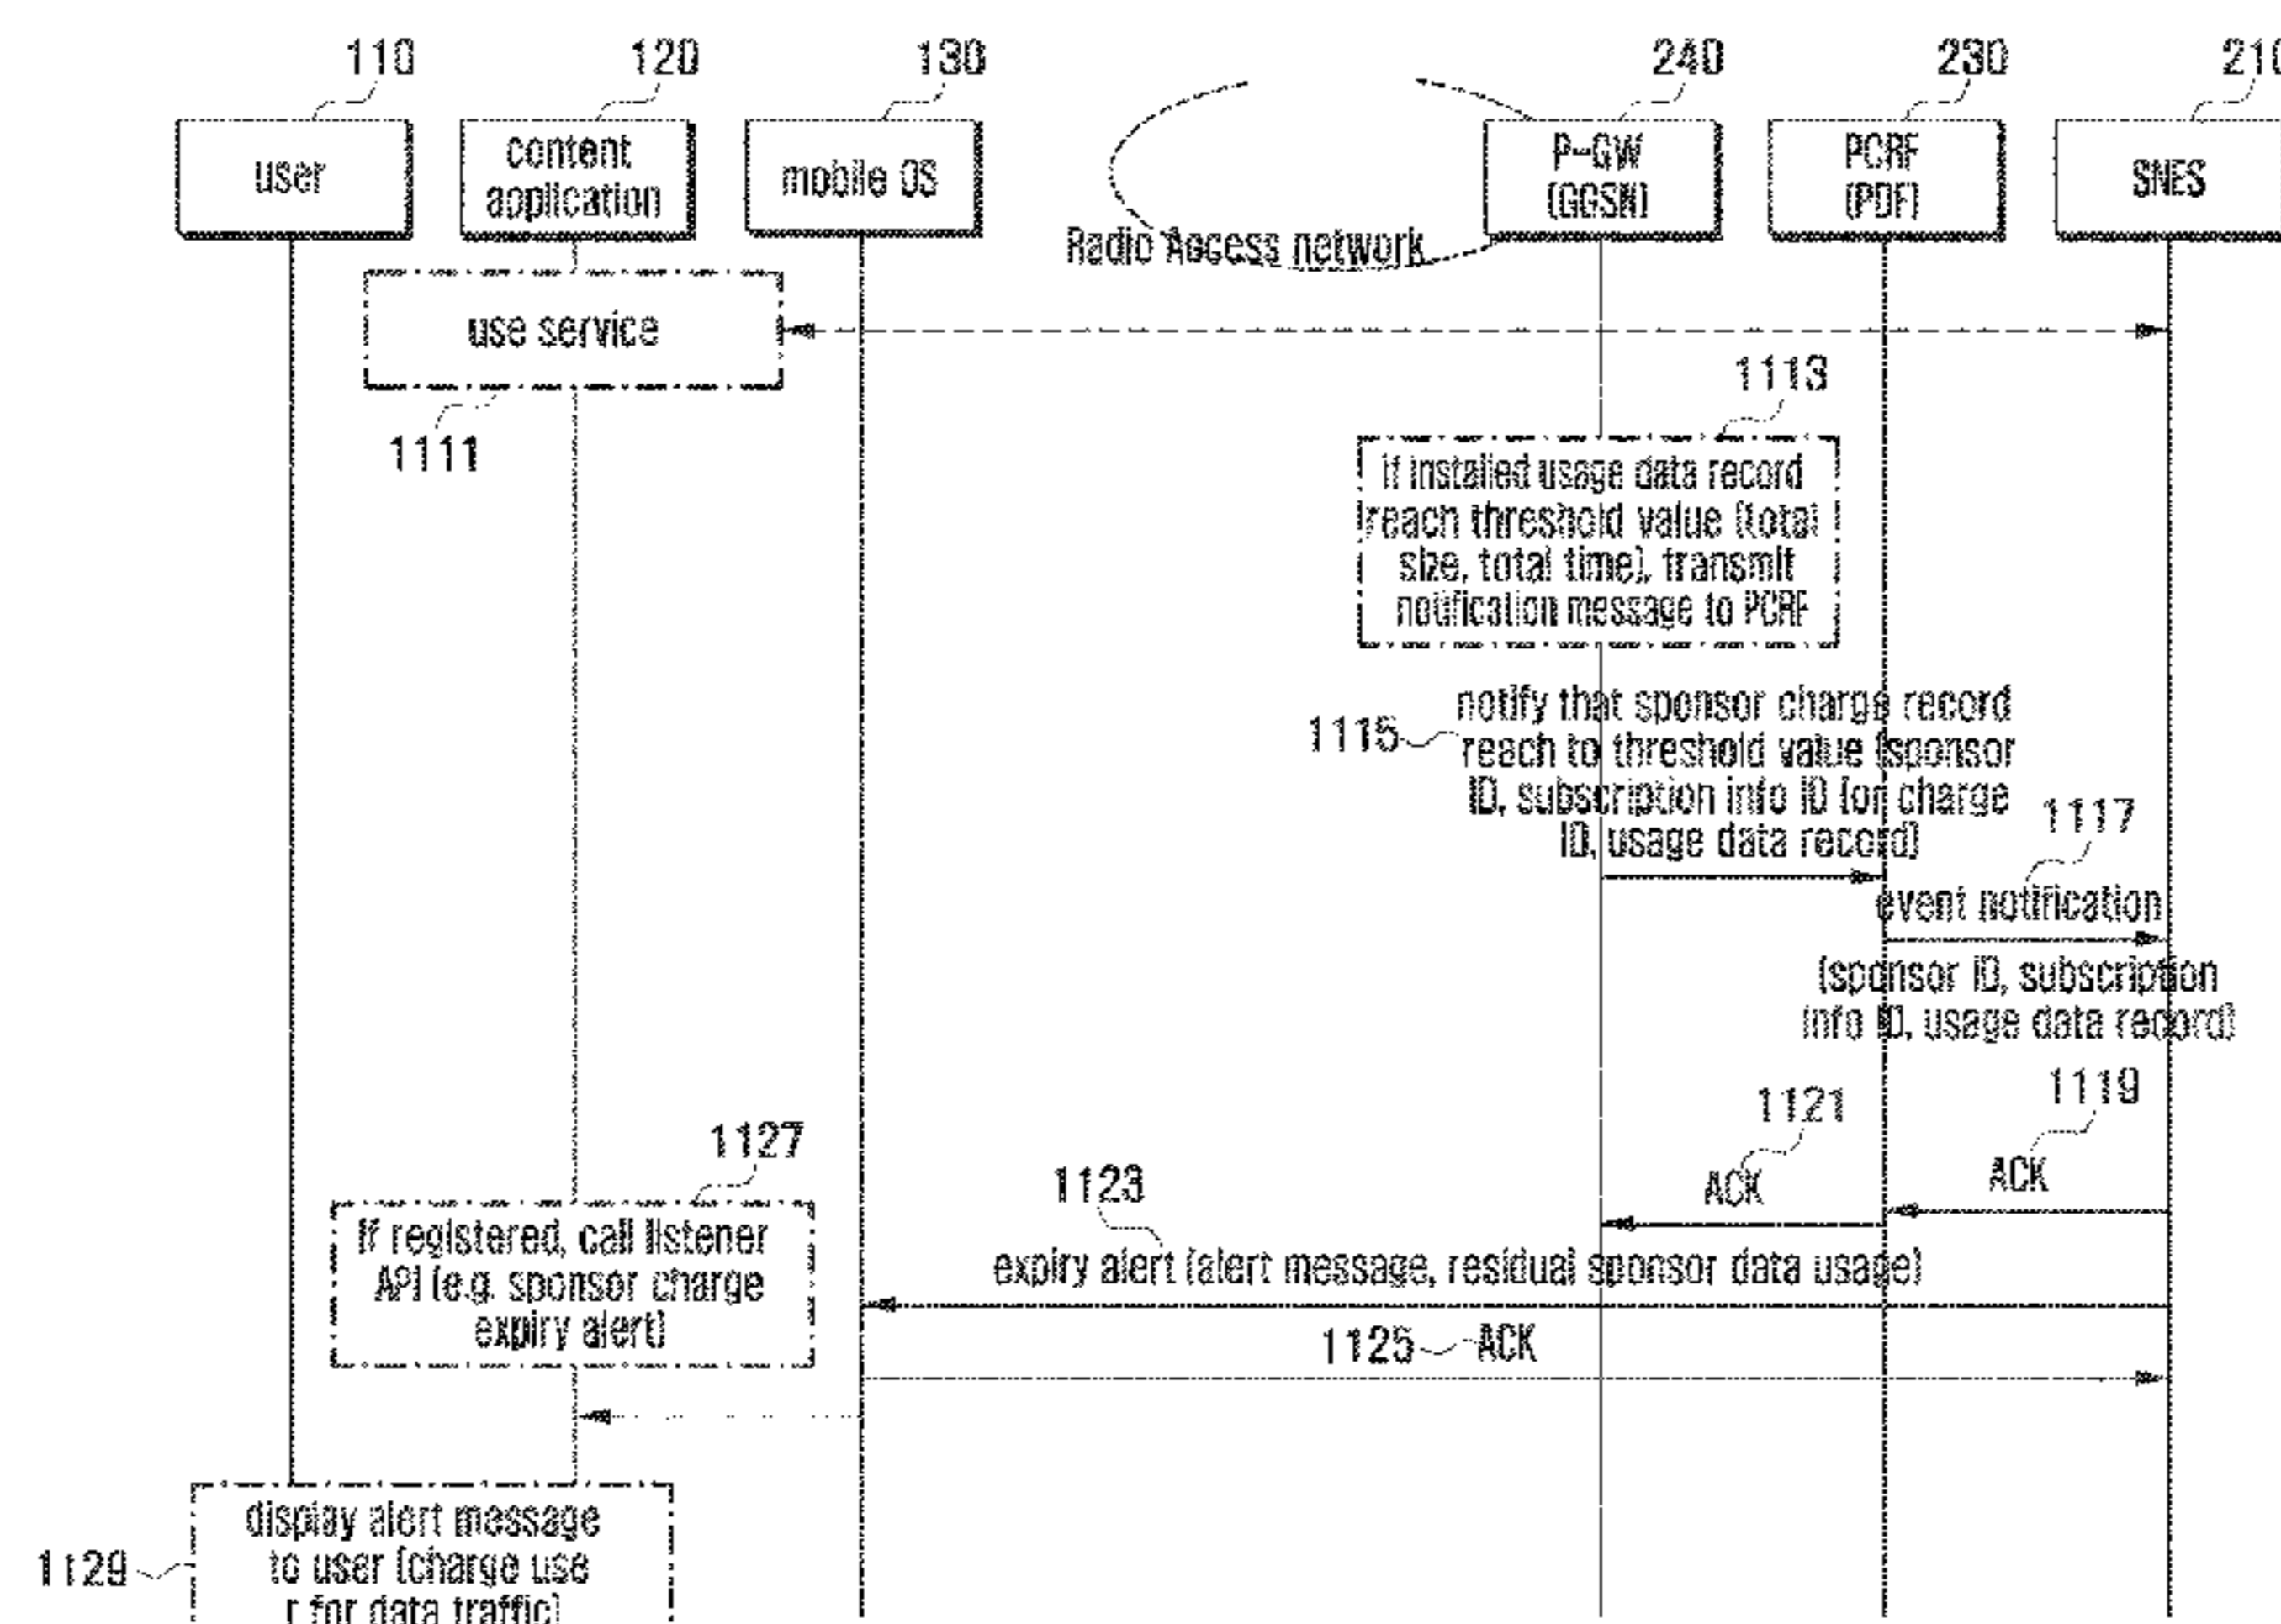 110
120
130
240
230
210
user
content
application
mobile OS
P-GW
(GGSN)
PCRF
(PDF)
SNES
Radio Access network
use service
1111
1113
if installed usage data record
reach threshold value (total
size, total time), transmit
notification message to PCRF
1115
notify that sponsor charge record
reach to threshold value (sponsor
ID, subscription info ID (or charge
ID, usage data record)
1117
event notification
(sponsor ID, subscription
info ID, usage data record)
1119
ACK
1121
ACK
1123
expiry alert (alert message, residual sponsor data usage)
1125
ACK
1127
If registered, call listener
API (e.g. sponsor charge
expiry alert)
1129
display alert message
to user (charge use
r for data traffic)